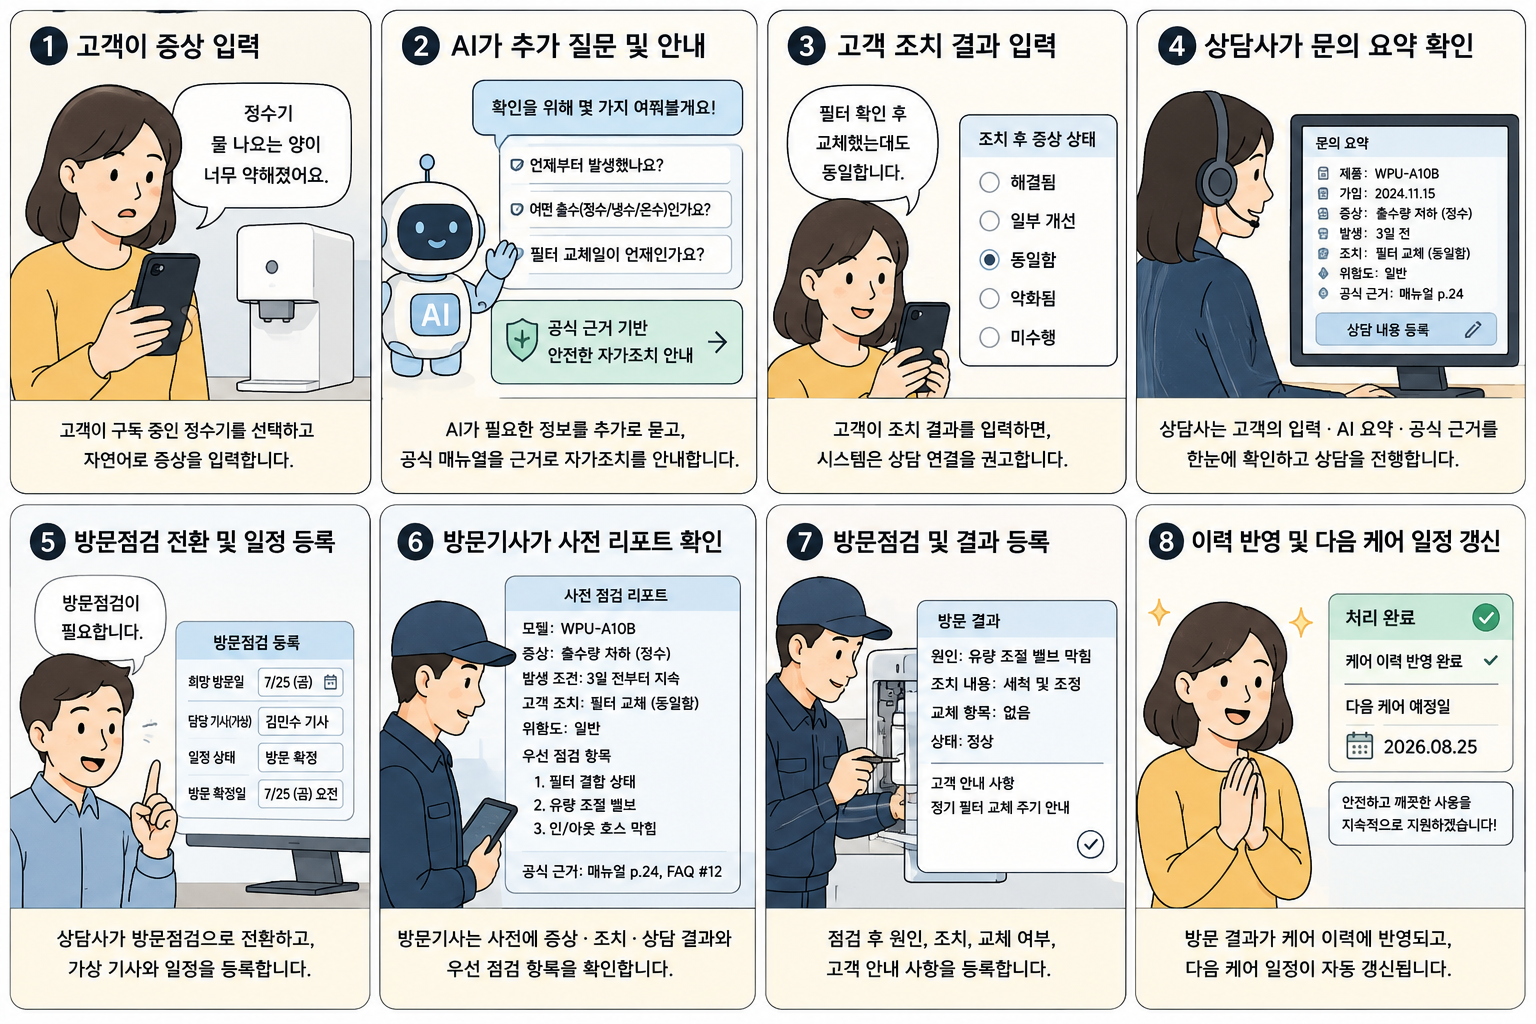 1 고객이 증상 입력
정수기
물 나오는 양이
너무 약해졌어요.
고객이 구독 중인 정수기를 선택하고
자연어로 증상을 입력합니다.
2 AI가 추가 질문 및 안내
확인을 위해 몇 가지 여쭤볼게요!
언제부터 발생했나요?
어떤 출수(정수/냉수/온수)인가요?
필터 교체일이 언제인가요?
AI
공식 근거 기반
안전한 자가조치 안내
AI가 필요한 정보를 추가로 묻고,
공식 매뉴열을 근거로 자가조치를 안내합니다.
3 고객 조치 결과 입력
필터 확인 후
교체했는데도
동일합니다.
조치 후 증상 상태
해결됨
일부 개선
동일함
악화됨
미수행
고객이 조치 결과를 입력하면,
시스템은 상담 연결을 권고합니다.
4 상담사가 문의 요약 확인
문의 요약
제품: WPU-A10B
가입: 2024.11.15
증상: 출수량 저하 (정수)
발생: 3일 전
조치: 필터 교체 (동일함)
위험도: 일반
공식 근거: 매뉴얼 p.24
상담 내용 등록
상담사는 고객의 입력 · AI 요약 · 공식 근거를
한눈에 확인하고 상담을 진행합니다.
5 방문점검 전환 및 일정 등록
방문점검이
필요합니다.
방문점검 등록
희망 방문일 7/25 (금)
담당 기사(가상) 김민수 기사
일정 상태 방문 확정
방문 확정일 7/25 (금) 오전
상담사가 방문점검으로 전환하고,
가상 기사와 일정을 등록합니다.
6 방문기사가 사전 리포트 확인
사전 점검 리포트
모델: WPU-A10B
증상: 출수량 저하 (정수)
발생 조건: 3일 전부터 지속
고객 조치: 필터 교체 (동일함)
위험도: 일반
우선 점검 항목
1. 필터 결합 상태
2. 유량 조절 밸브
3. 인/아웃 호스 막힘
공식 근거: 매뉴얼 p.24, FAQ #12
방문기사는 사전에 증상 · 조치 · 상담 결과와
우선 점검 항목을 확인합니다.
7 방문점검 및 결과 등록
방문 결과
원인: 유량 조절 밸브 막힘
조치 내용: 세척 및 조정
교체 항목: 없음
상태: 정상
고객 안내 사항
정기 필터 교체 주기 안내
점검 후 원인, 조치, 교체 여부,
고객 안내 사항을 등록합니다.
8 이력 반영 및 다음 케어 일정 갱신
처리 완료
케어 이력 반영 완료
다음 케어 예정일
2026.08.25
안전하고 깨끗한 사용을
지속적으로 지원하겠습니다!
방문 결과가 케어 이력에 반영되고,
다음 케어 일정이 자동 갱신됩니다.